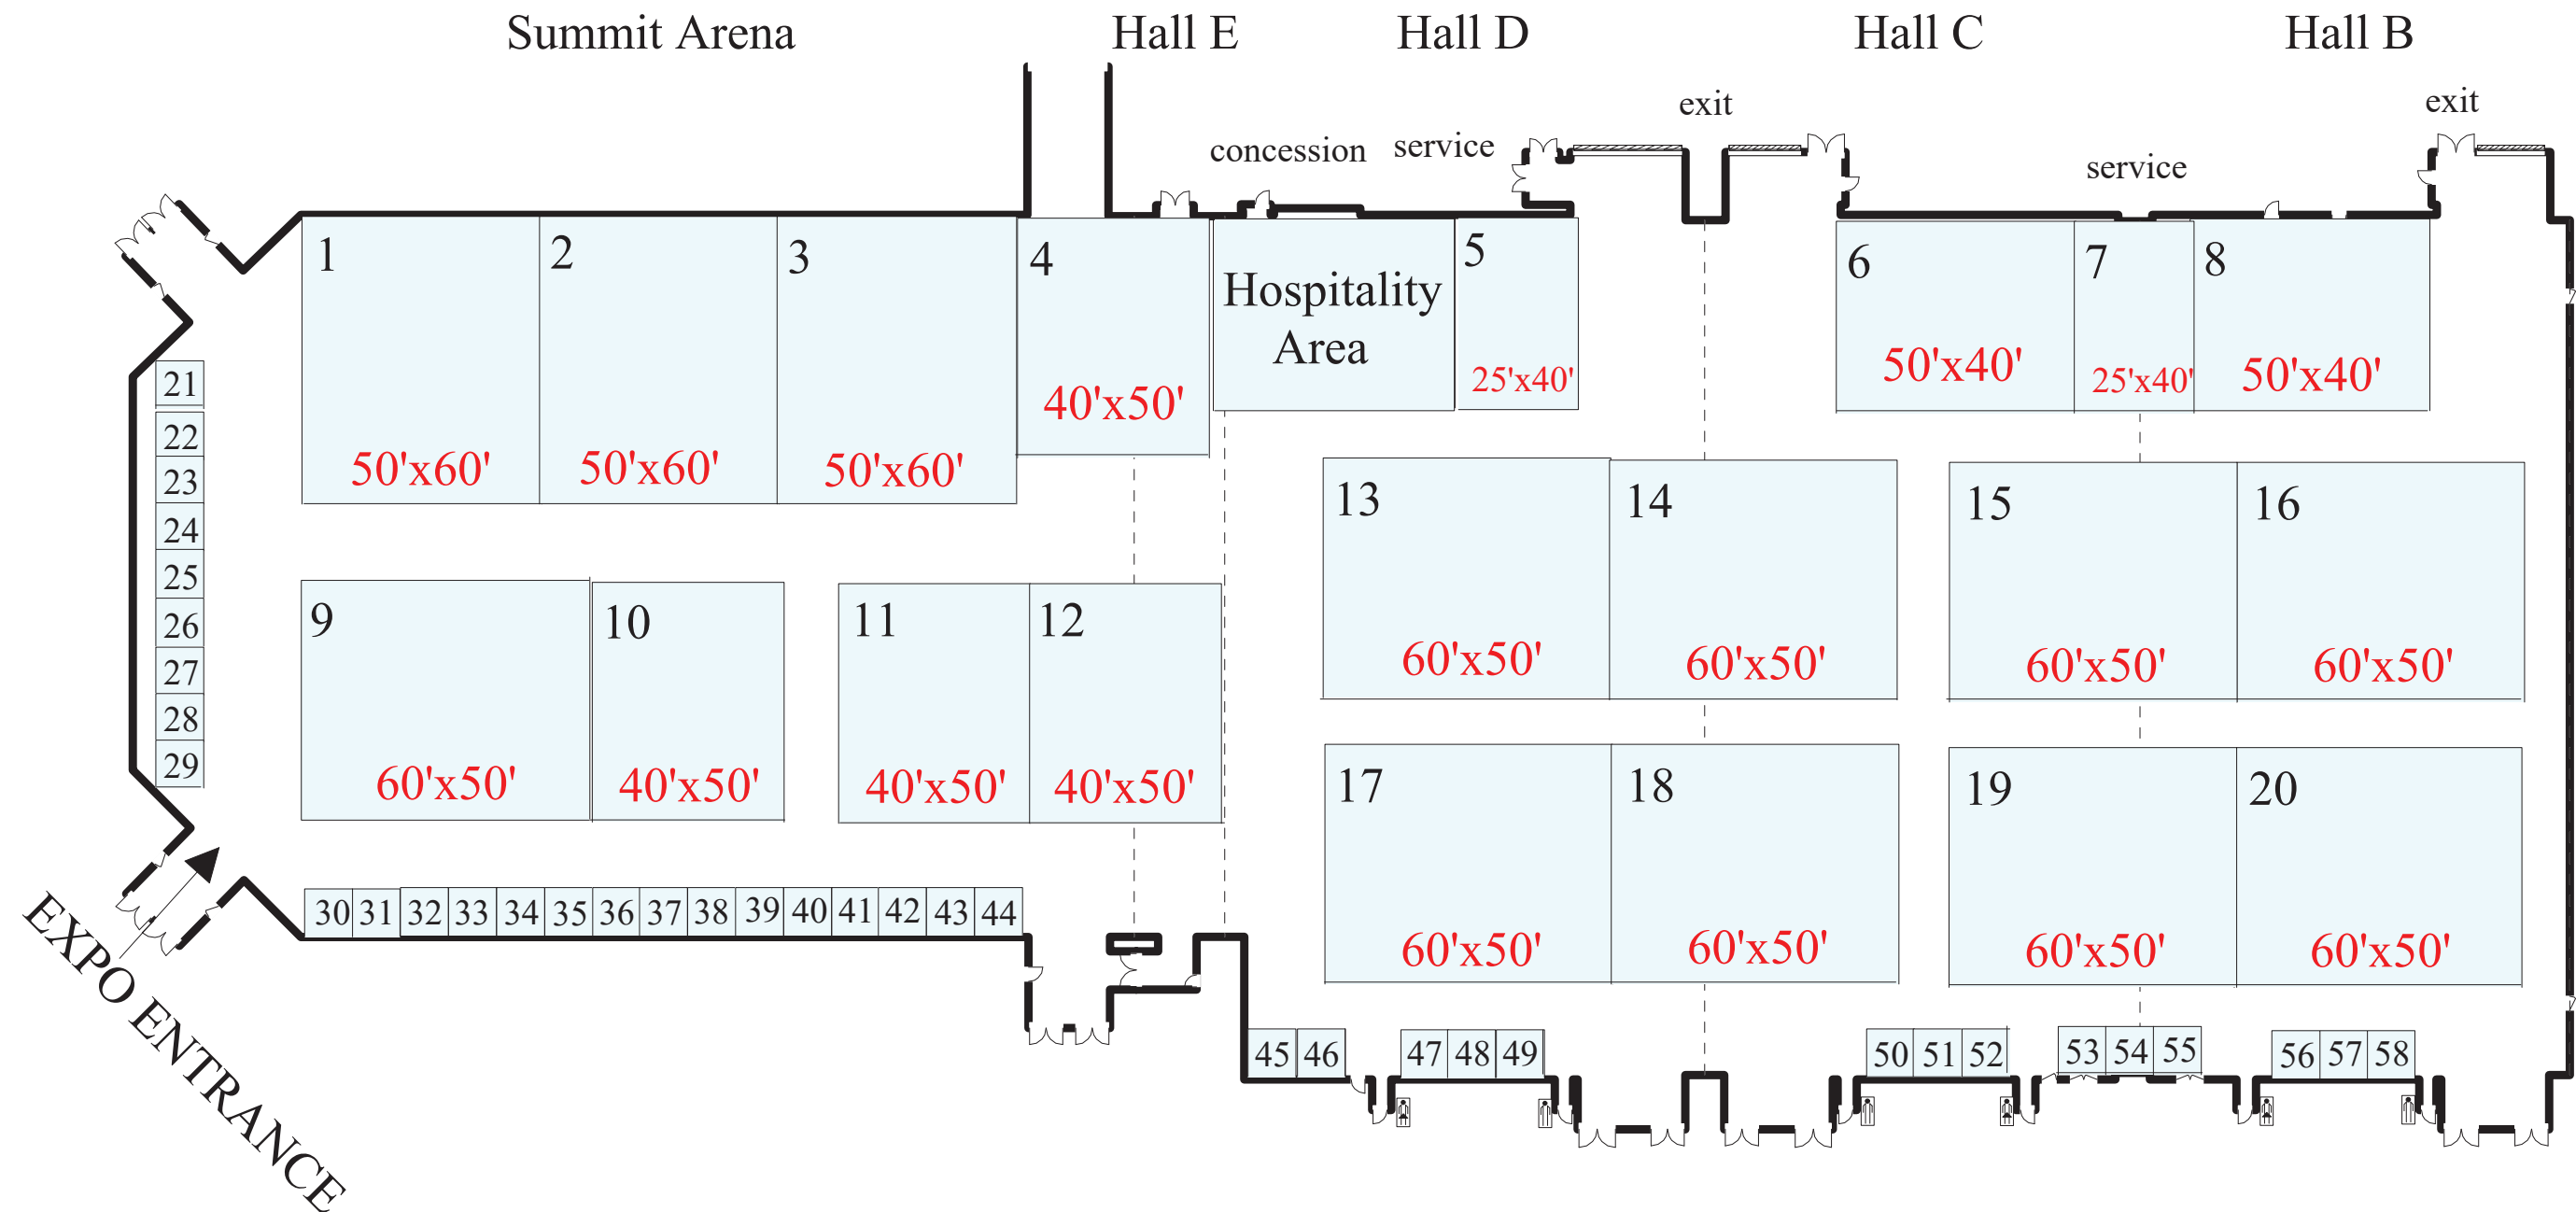 Summit Arena
Hall E
Hall D
Hall C
Hall B
exit
exit
concession
service
service
1
2
3
4
Hospitality
Area
5
6
7
8
50'x60'
50'x60'
50'x60'
40'x50'
25'x40'
50'x40'
25'x40'
50'x40'
21
22
23
24
25
26
27
28
29
13
14
15
16
60'x50'
60'x50'
60'x50'
60'x50'
9
10
11
12
60'x50'
40'x50'
40'x50'
40'x50'
17
18
19
20
60'x50'
60'x50'
60'x50'
60'x50'
30 31 32 33 34 35 36 37 38 39 40 41 42 43 44
EXPO ENTRANCE
45 46
47 48 49
50 51 52
53 54 55
56 57 58